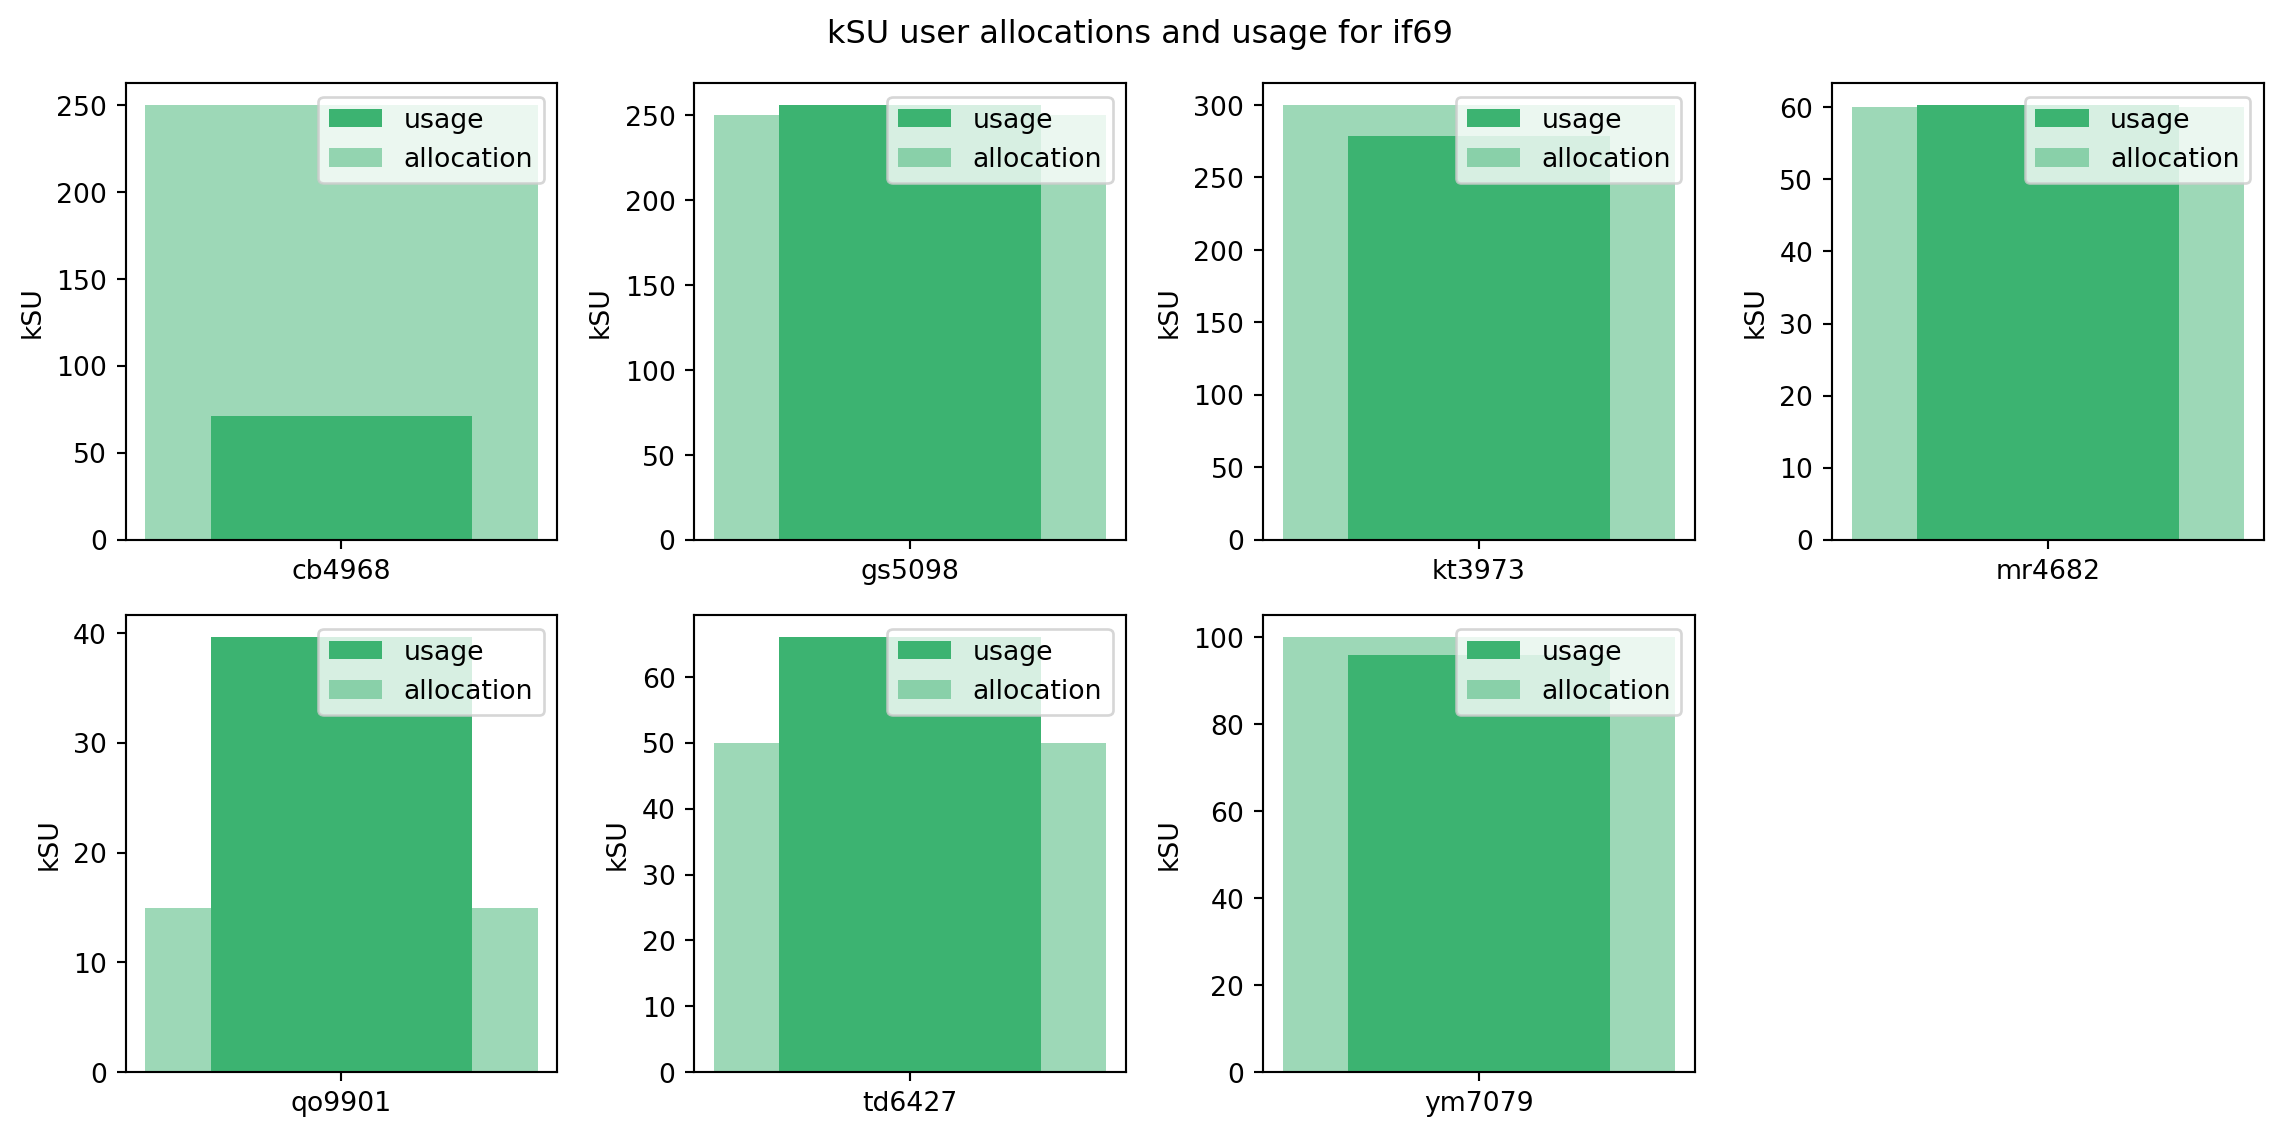 kSU user allocations and usage for if69
250
200
150
100
50
0
kSU
usage
allocation
cb4968
250
200
150
100
50
0
kSU
usage
allocation
gs5098
300
250
200
150
100
50
0
kSU
usage
allocation
kt3973
60
50
40
30
20
10
0
kSU
usage
allocation
mr4682
40
30
20
10
0
kSU
usage
allocation
qo9901
60
50
40
30
20
10
0
kSU
usage
allocation
td6427
100
80
60
40
20
0
kSU
usage
allocation
ym7079